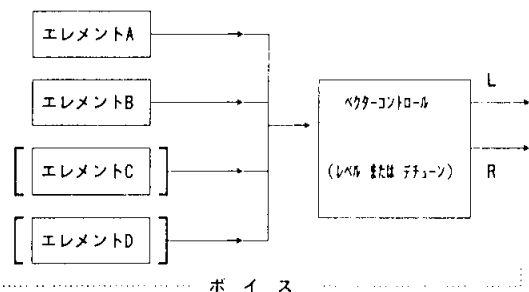 エレメントA
エレメントB
[エレメントC]
[エレメントD]
ベクターコントロール
(レベル または デチューン)
L
R
ボイス